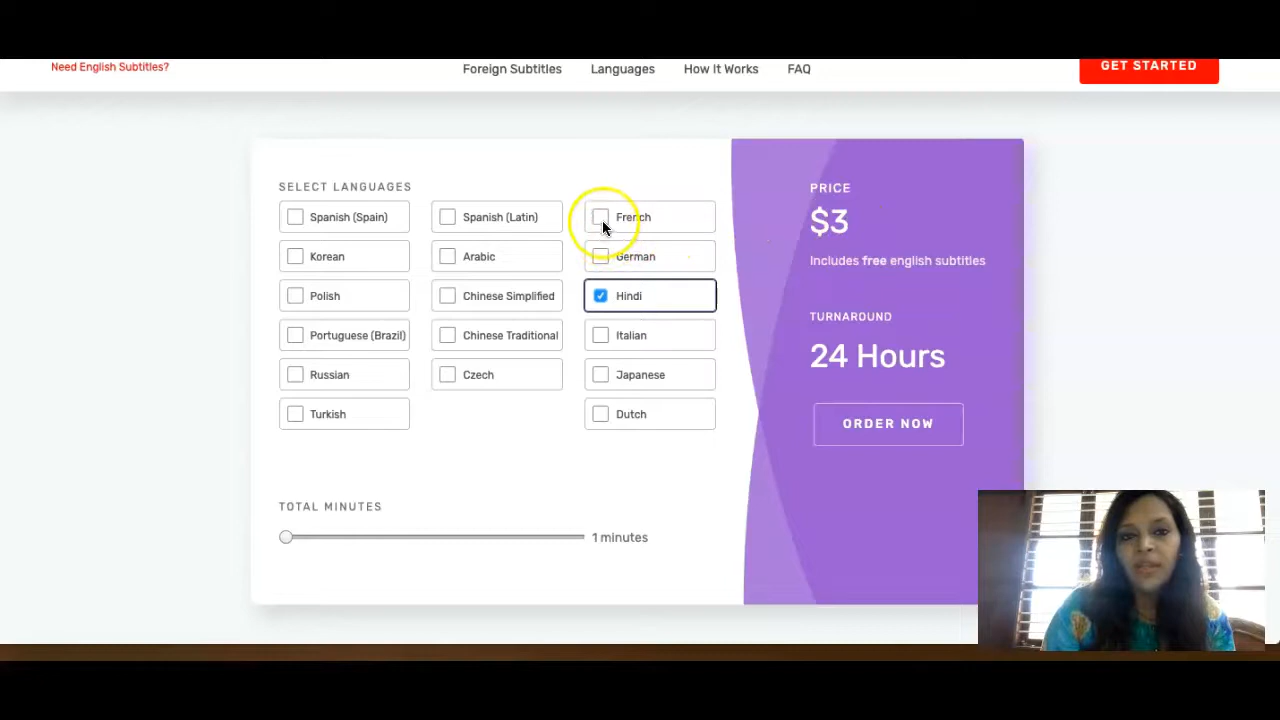 Need English Subtitles?
Foreign Subtitles Languages How It Works FAQ
GET STARTED
SELECT LANGUAGES
Spanish (Spain) Spanish (Latin) French
Korean Arabic German
Polish Chinese Simplified Hindi
Portuguese (Brazil) Chinese Traditional Italian
Russian Czech Japanese
Turkish Dutch
TOTAL MINUTES
1 minutes
PRICE
$3
Includes free english subtitles
TURNAROUND
24 Hours
ORDER NOW